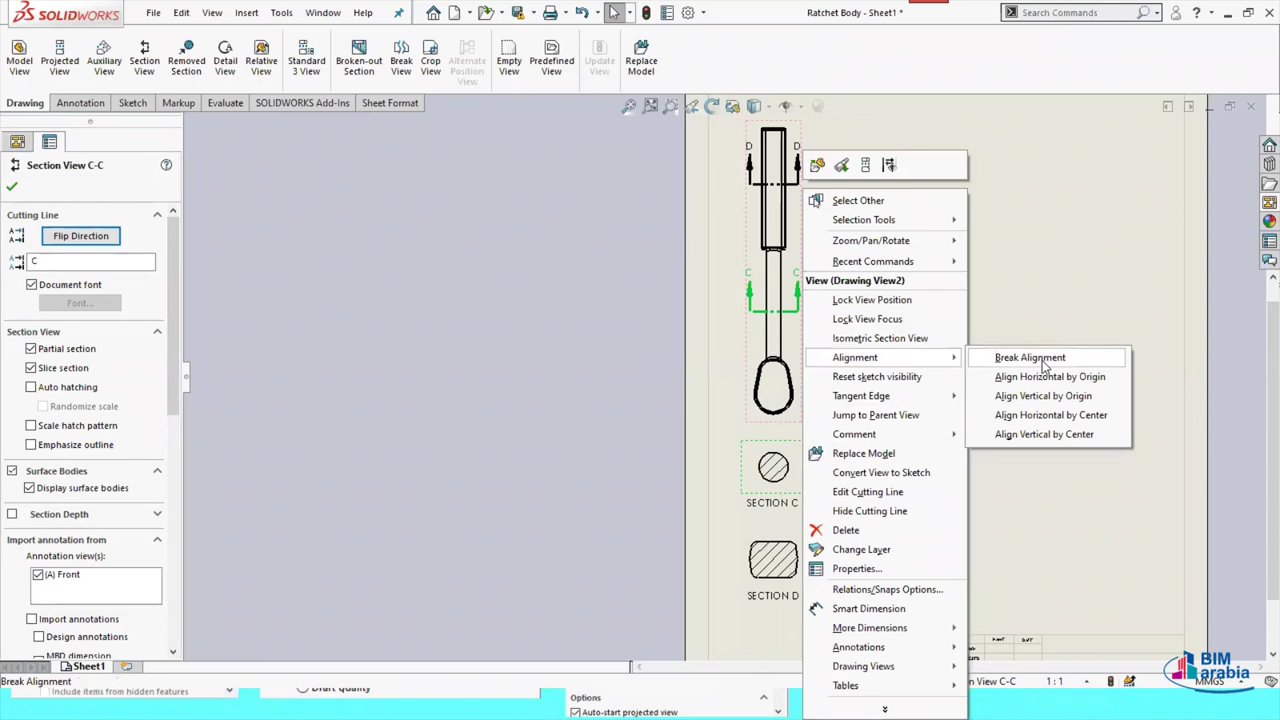 SOLIDWORKS
File Edit View Insert Tools Window
Ratchet Body - Sheet1 *
Search Commands
Model View
Projected View
Auxiliary View
Section View
Removed Section
Detail View
Relative View
Standard 3 View
Broken-out Section
Break View
Crop View
Alternate Position View
Empty View
Predefined View
Update View
Replace Model
Drawing Annotation Sketch Markup Evaluate SOLIDWORKS Add-Ins Sheet Format
Section View C-C
Cutting Line
Flip Direction
C
Document font
Font...
Section View
Partial section
Slice section
Auto hatching
Randomize scale
Scale hatch pattern
Emphasize outline
Surface Bodies
Display surface bodies
Section Depth
Import annotation from
Annotation view(s):
(A) Front
Import annotations
Design annotations
MBD dimension
D D
C C
SECTION C
SECTION D
Select Other
Selection Tools
Zoom/Pan/Rotate
Recent Commands
View (Drawing View2)
Lock View Position
Lock View Focus
Isometric Section View
Alignment
Reset sketch visibility
Tangent Edge
Jump to Parent View
Comment
Replace Model
Convert View to Sketch
Edit Cutting Line
Hide Cutting Line
Delete
Change Layer
Properties...
Relations/Snaps Options...
Smart Dimension
More Dimensions
Annotations
Drawing Views
Tables
Break Alignment
Align Horizontal by Origin
Align Vertical by Origin
Align Horizontal by Center
Align Vertical by Center
Sheet1
Break Alignment
n View C-C
1 : 1
MMGS
Include items from hidden features
Draft quality
Options
Auto-start projected view
BIM
arabia